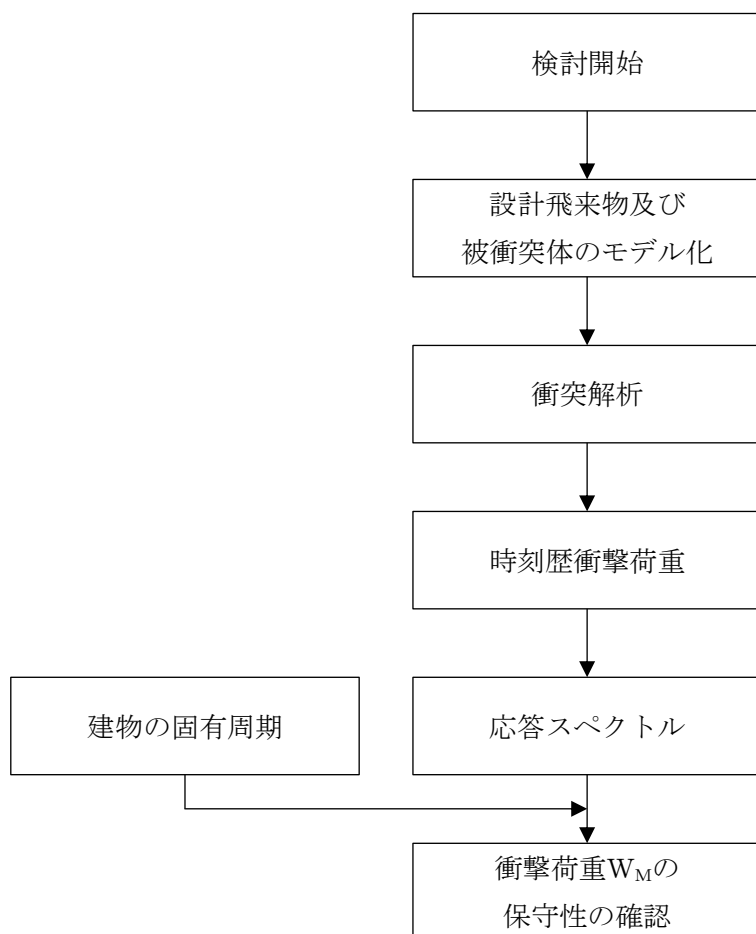 検討開始
設計飛来物及び
被衝突体のモデル化
衝突解析
時刻歴衝撃荷重
建物の固有周期
応答スペクトル
衝撃荷重WMの
保守性の確認